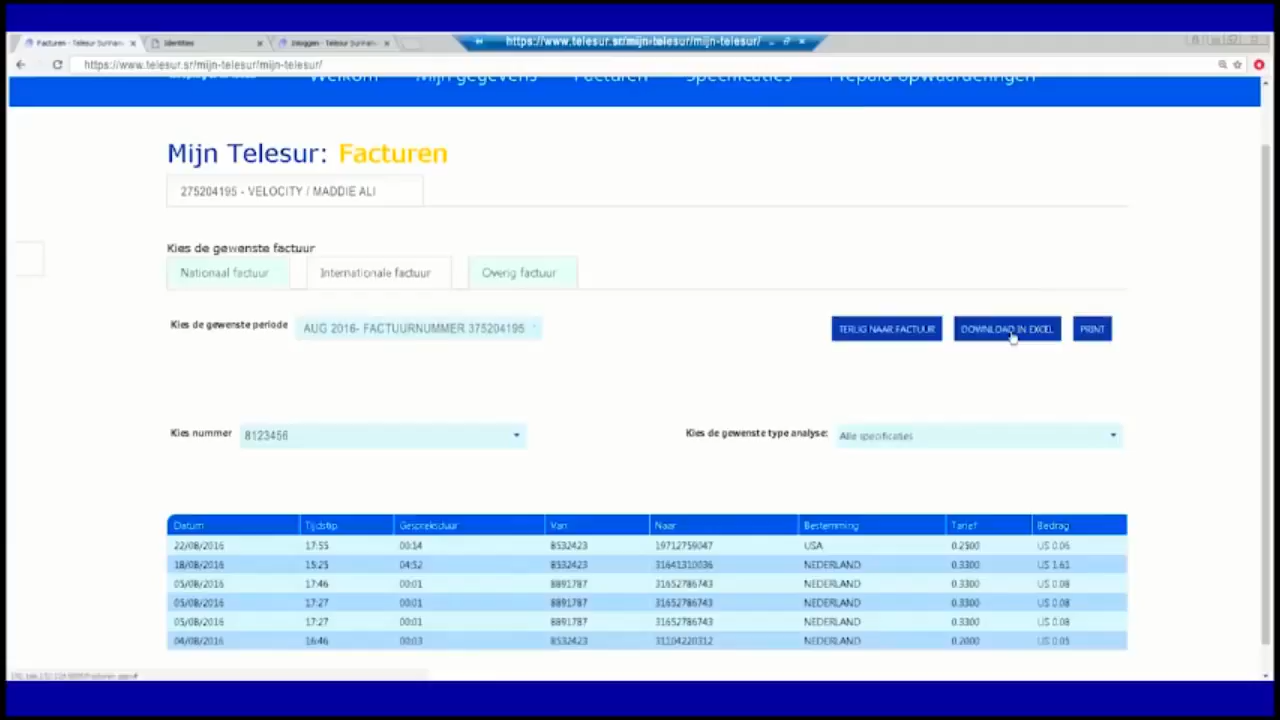 Facturen - Telesur Surinam
Identities
Inloggen - Telesur Surinam
https://www.telesur.sr/mijn-telesur/mijn-telesur/
https://www.telesur.sr/mijn-telesur/mijn-telesur/
Welkom Mijn gegevens Facturen Specificaties Prepaid opwaarderingen
Mijn Telesur: Facturen
275204195 - VELOCITY / MADDIE ALI
Kies de gewenste factuur
Nationaal factuur Internationale factuur Overig factuur
Kies de gewenste periode AUG 2016- FACTUURNUMMER 375204195 TERUG NAAR FACTUUR DOWNLOAD IN EXCEL PRINT
Kies nummer 8123456 Kies de gewenste type analyse: Alle specificaties
Datum Tijdstip Gespreksduur Van Naar Bestemming Tarief Bedrag
22/08/2016 17:55 00:14 8532423 19712759047 USA 0.2500 US 0.06
18/08/2016 15:25 04:52 8532423 31641310036 NEDERLAND 0.3300 US 1.61
05/08/2016 17:46 00:01 8891787 31652786743 NEDERLAND 0.3300 US 0.08
05/08/2016 17:27 00:01 8891787 31652786743 NEDERLAND 0.3300 US 0.08
05/08/2016 17:27 00:01 8891787 31652786743 NEDERLAND 0.3300 US 0.08
04/08/2016 16:46 00:03 8532423 31104220312 NEDERLAND 0.2000 US 0.05